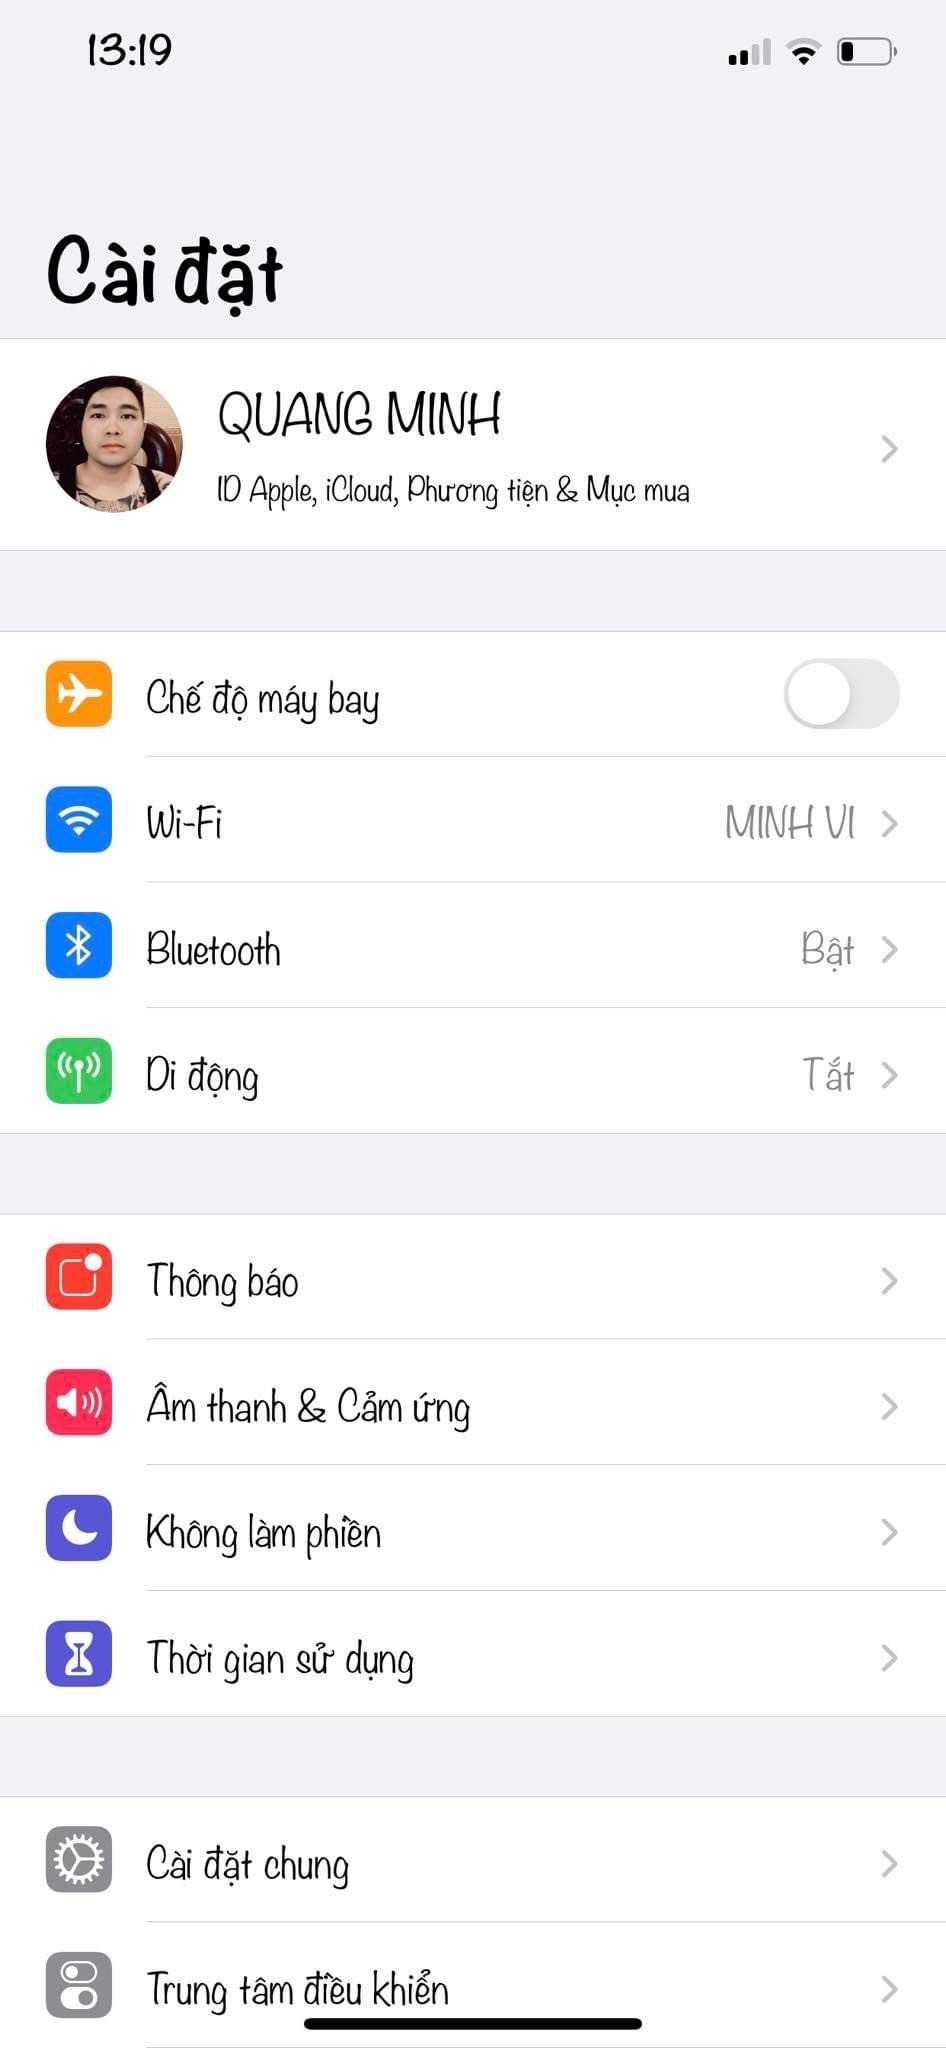 13:19
Cài đặt
QUANG MINH
ID Apple, iCloud, Phương tiện & Mục mua
Chế độ máy bay
Wi-Fi MINH VI
Bluetooth Bật
Di động Tắt
Thông báo
Âm thanh & Cảm ứng
Không làm phiền
Thời gian sử dụng
Cài đặt chung
Trung tâm điều khiển